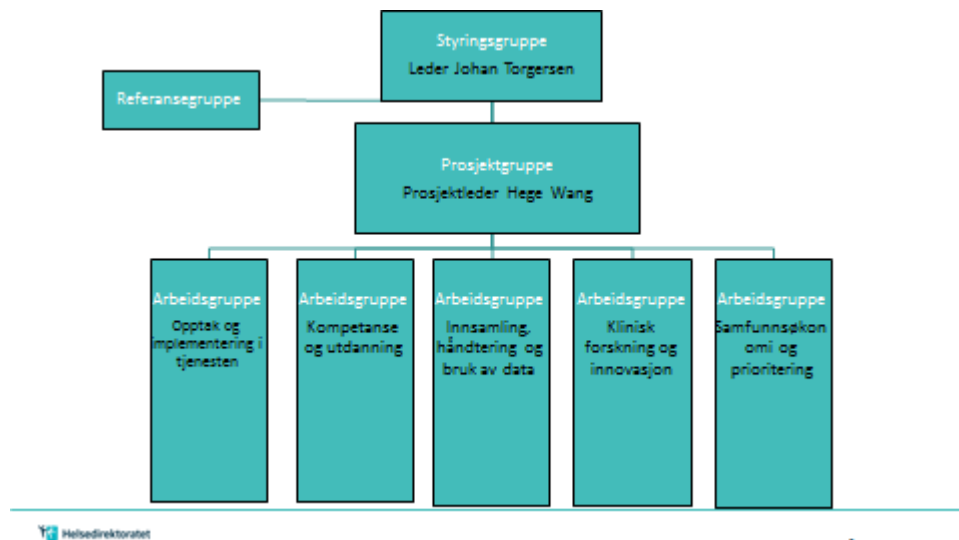 Styringsgruppe
Leder Johan Torgersen
Referansegruppe
Prosjektgruppe
Prosjektleder Hege Wang
Arbeidsgruppe
Opptak og
implementering i
tjenesten
Arbeidsgruppe
Kompetanse
og utdanning
Arbeidsgruppe
Innsamling,
håndtering og
bruk av data
Arbeidsgruppe
Klinisk
forskning og
innovasjon
Arbeidsgruppe
Samfunnsøkon
omi og
prioritering
Helsedirektoratet